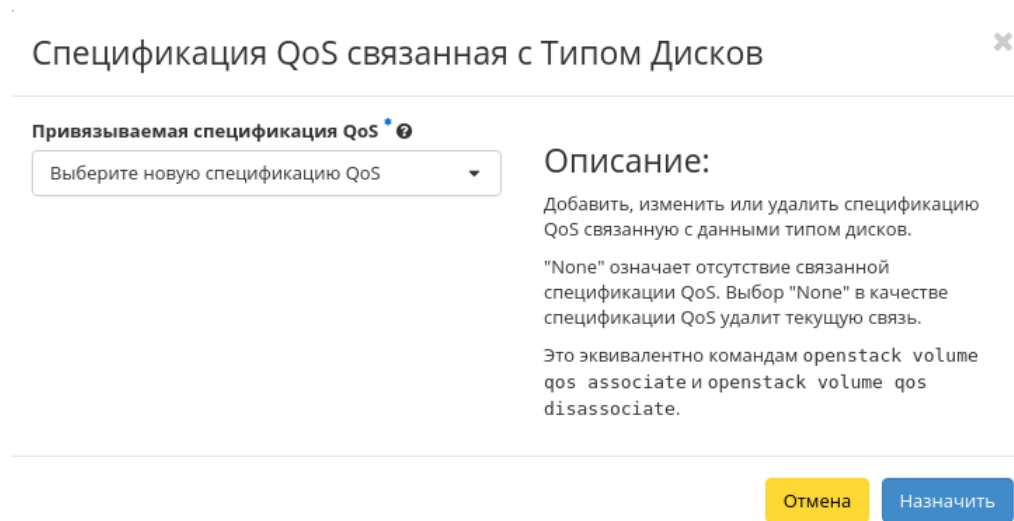 Спецификация QoS связанная с Типом Дисков
Привязываемая спецификация QoS *
Выберите новую спецификацию QoS
Описание:
Добавить, изменить или удалить спецификацию
QoS связанную с данными типом дисков.
"None" означает отсутствие связанной
спецификации QoS. Выбор "None" в качестве
спецификации QoS удалит текущую связь.
Это эквивалентно командам openstack volume
qos associate и openstack volume qos
disassociate.
Отмена
Назначить